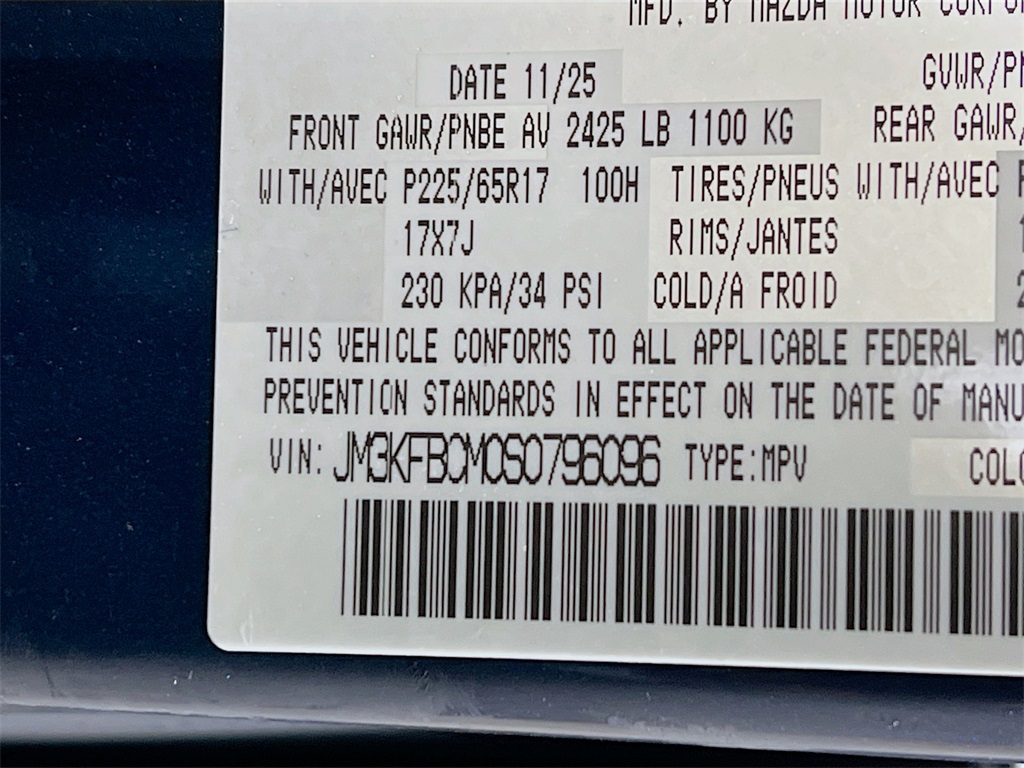 MFD. BY MAZDA MOTOR
DATE 11/25 GVWR/PN
FRONT GAWR/PNBE AV 2425 LB 1100 KG REAR GAWR/
WITH/AVEC P225/65R17 100H TIRES/PNEUS WITH/AVEC
17X7J RIMS/JANTES
230 KPA/34 PSI COLD/A FROID
THIS VEHICLE CONFORMS TO ALL APPLICABLE FEDERAL MO
PREVENTION STANDARDS IN EFFECT ON THE DATE OF MANU
VIN: JM3KFBCM0S0796096 TYPE:MPV COLO